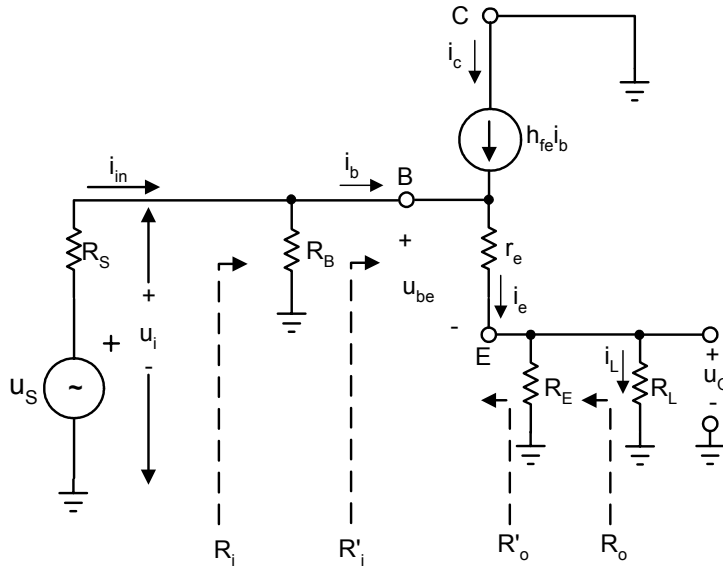 C
i_c
h_fe i_b
i_in
i_b
B
R_S
+
u_i
-
R_B
+
u_be
-
r_e
i_e
E
+
u_S
~
R_E
i_L
R_L
+
u_O
-
R_i
R'_i
R'_o
R_o